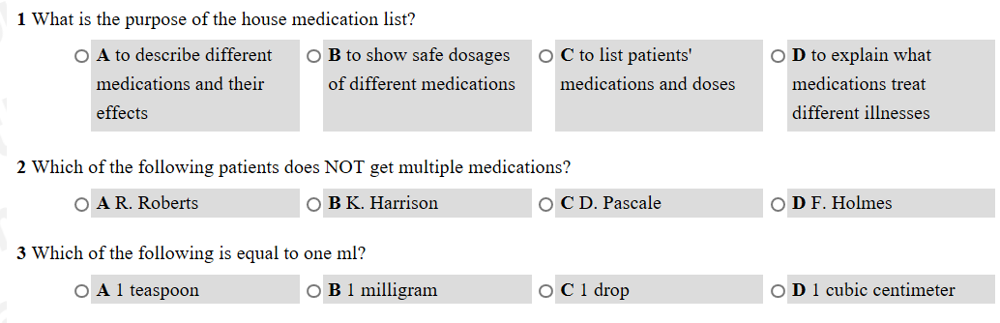 1 What is the purpose of the house medication list?
A to describe different medications and their effects
B to show safe dosages of different medications
C to list patients' medications and doses
D to explain what medications treat different illnesses
2 Which of the following patients does NOT get multiple medications?
A R. Roberts
B K. Harrison
C D. Pascale
D F. Holmes
3 Which of the following is equal to one ml?
A 1 teaspoon
B 1 milligram
C 1 drop
D 1 cubic centimeter